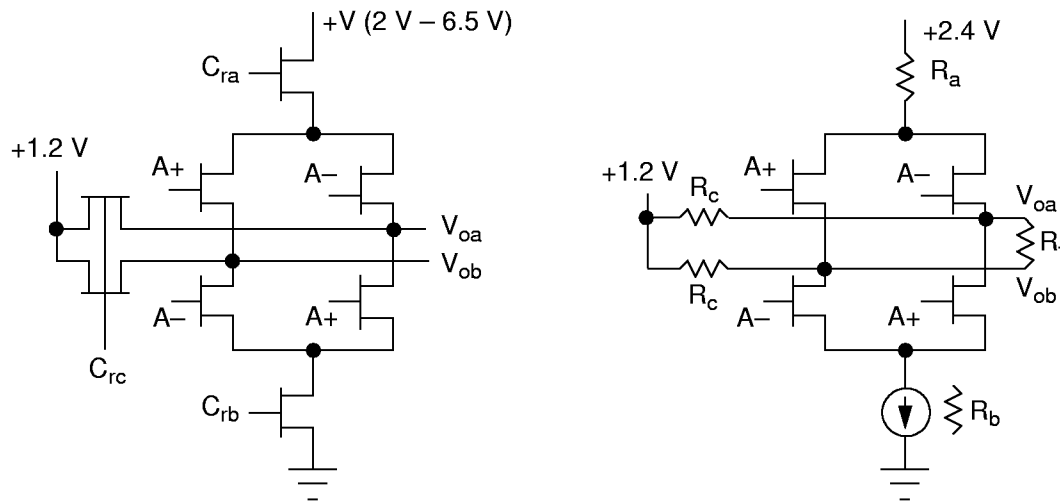 +V (2 V – 6.5 V)
C_ra
+1.2 V
A+
A–
V_oa
V_ob
A–
A+
C_rc
C_rb
+2.4 V
R_a
A+
A–
+1.2 V
R_c
V_oa
R_c
V_ob
A–
A+
R_b